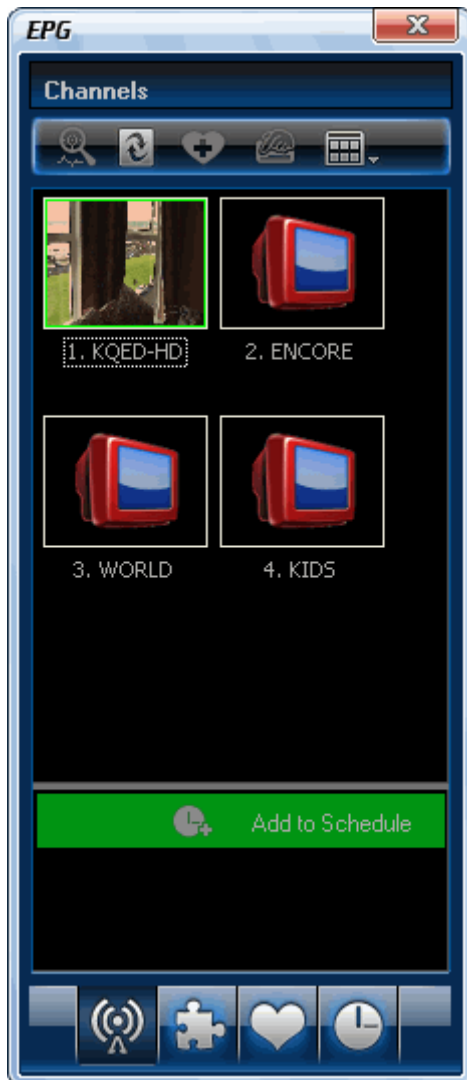 EPG
Channels
1. KQED-HD
2. ENCORE
3. WORLD
4. KIDS
Add to Schedule